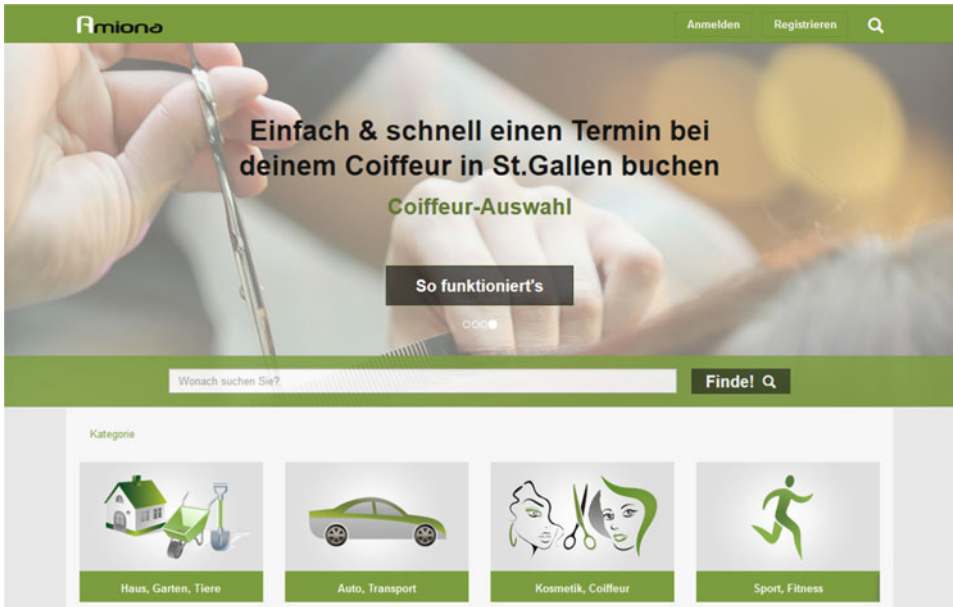 Amiona
Anmelden Registrieren
Einfach & schnell einen Termin bei
deinem Coiffeur in St.Gallen buchen
Coiffeur-Auswahl
So funktioniert's
Wonach suchen Sie?
Finde!
Kategorie
Haus, Garten, Tiere
Auto, Transport
Kosmetik, Coiffeur
Sport, Fitness